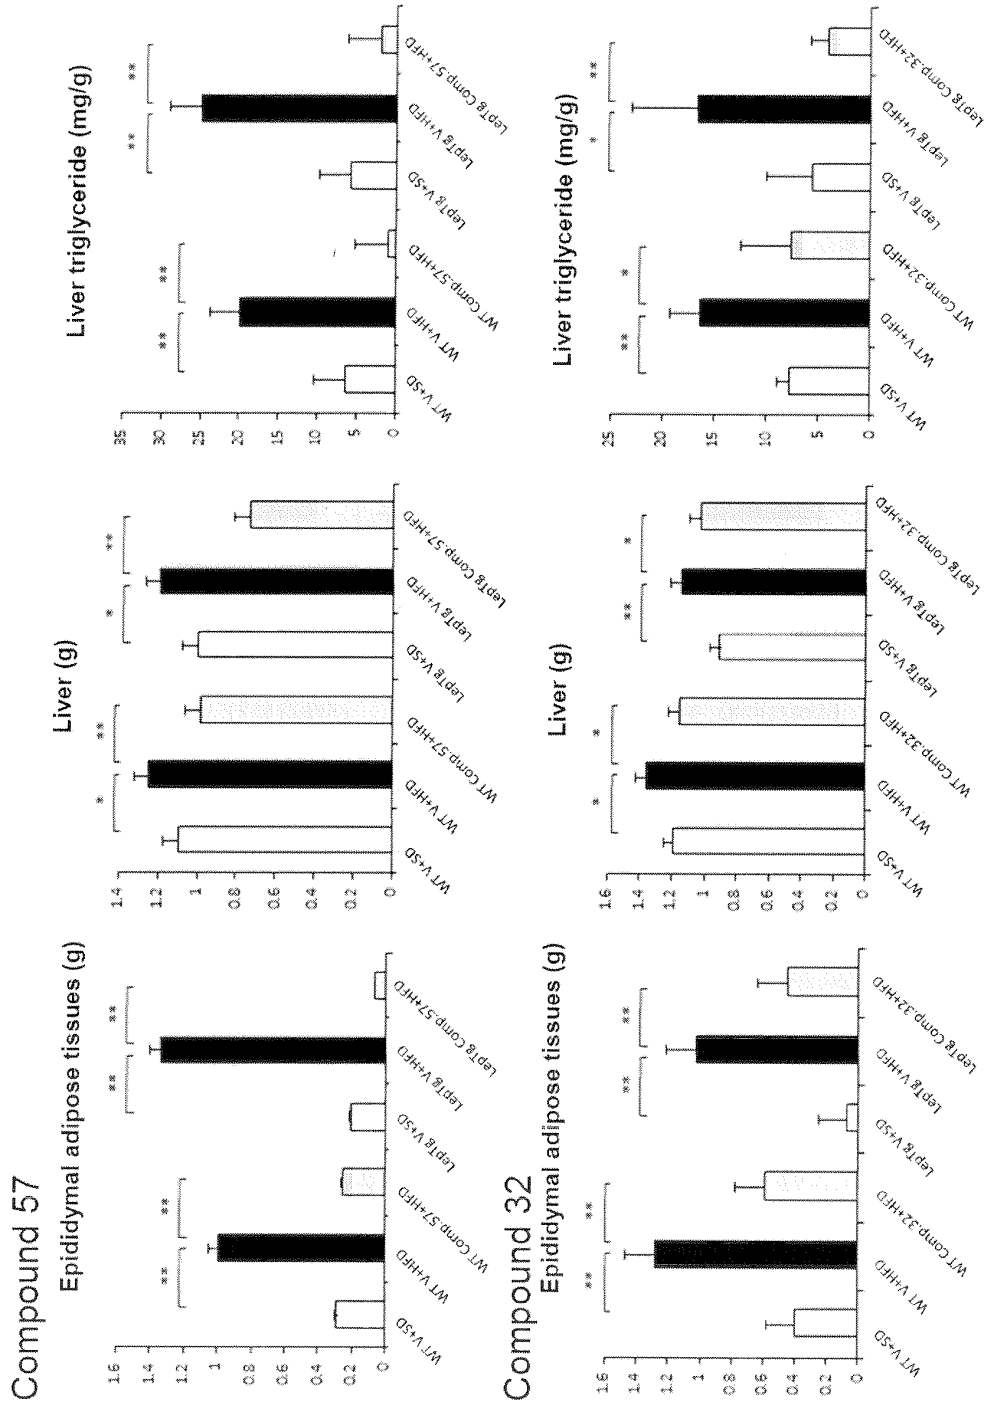 Compound 57
Epididymal adipose tissues (g)
1.6
1.4
1.2
1
0.8
0.6
0.4
0.2
0
** ** ** **
WT V+SD
WT V+HFD
WT Comp.57+HFD
LepTg V+SD
LepTg V+HFD
LepTg Comp.57+HFD
Liver (g)
1.4
1.2
1
0.8
0.6
0.4
0.2
0
* ** * **
WT V+SD
WT V+HFD
WT Comp.57+HFD
LepTg V+SD
LepTg V+HFD
LepTg Comp.57+HFD
Liver triglyceride (mg/g)
35
30
25
20
15
10
5
0
** ** ** **
WT V+SD
WT V+HFD
WT Comp.57+HFD
LepTg V+SD
LepTg V+HFD
LepTg Comp.57+HFD
Compound 32
Epididymal adipose tissues (g)
1.6
1.4
1.2
1
0.8
0.6
0.4
0.2
0
** ** ** **
WT V+SD
WT V+HFD
WT Comp.32+HFD
LepTg V+SD
LepTg V+HFD
LepTg Comp.32+HFD
Liver (g)
1.6
1.4
1.2
1
0.8
0.6
0.4
0.2
0
* * ** *
WT V+SD
WT V+HFD
WT Comp.32+HFD
LepTg V+SD
LepTg V+HFD
LepTg Comp.32+HFD
Liver triglyceride (mg/g)
25
20
15
10
5
0
** * * **
WT V+SD
WT V+HFD
WT Comp.32+HFD
LepTg V+SD
LepTg V+HFD
LepTg Comp.32+HFD